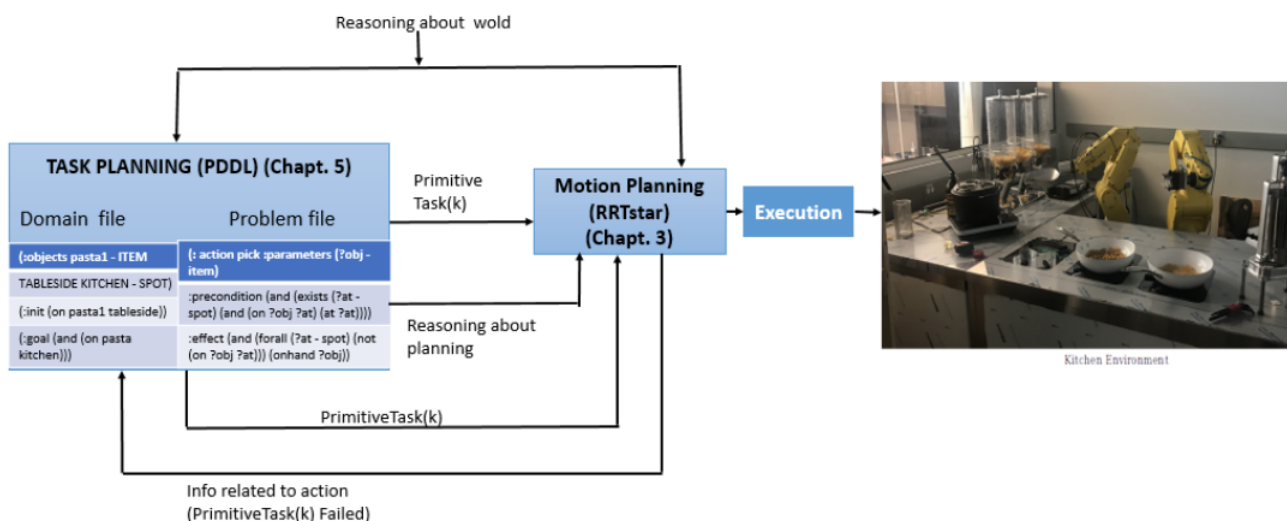 Reasoning about wold
TASK PLANNING (PDDL) (Chapt. 5)
Domain file
Problem file
(:objects pasta1 - ITEM
TABLESIDE KITCHEN - SPOT)
(:init (on pasta1 tableside))
(:goal (and (on pasta
kitchen)))
(: action pick :parameters (?obj -
item)
:precondition (and (exists (?at -
spot) (and (on ?obj ?at) (at ?at))))
:effect (and (forall (?at - spot) (not
(on ?obj ?at))) (onhand ?obj))
Primitive
Task(k)
Reasoning about
planning
PrimitiveTask(k)
Info related to action
(PrimitiveTask(k) Failed)
Motion Planning
(RRTstar)
(Chapt. 3)
Execution
Kitchen Environment